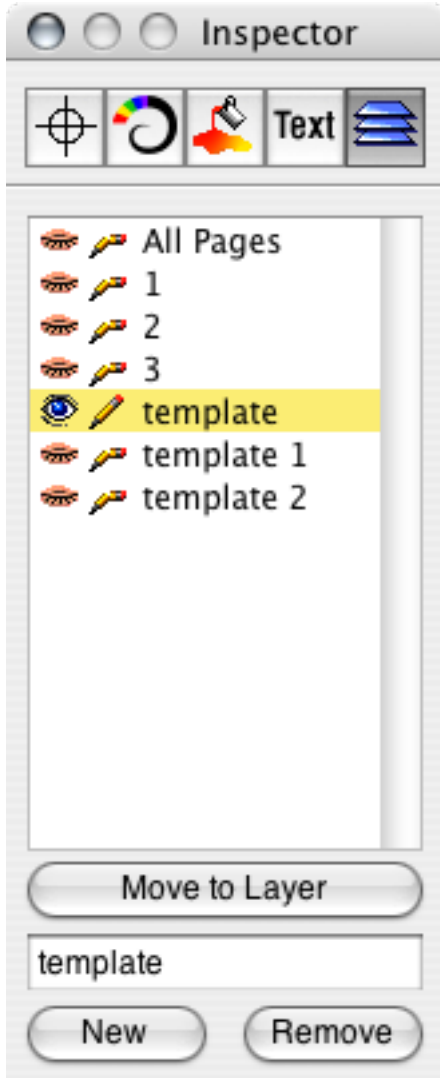 Inspector
Text
All Pages
1
2
3
template
template 1
template 2
Move to Layer
template
New Remove